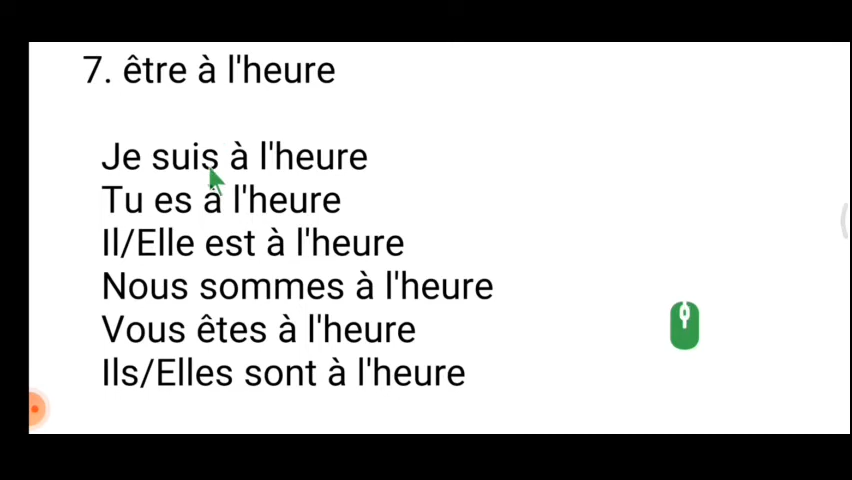 7. être à l'heure
Je suis à l'heure
Tu es à l'heure
Il/Elle est à l'heure
Nous sommes à l'heure
Vous êtes à l'heure
Ils/Elles sont à l'heure